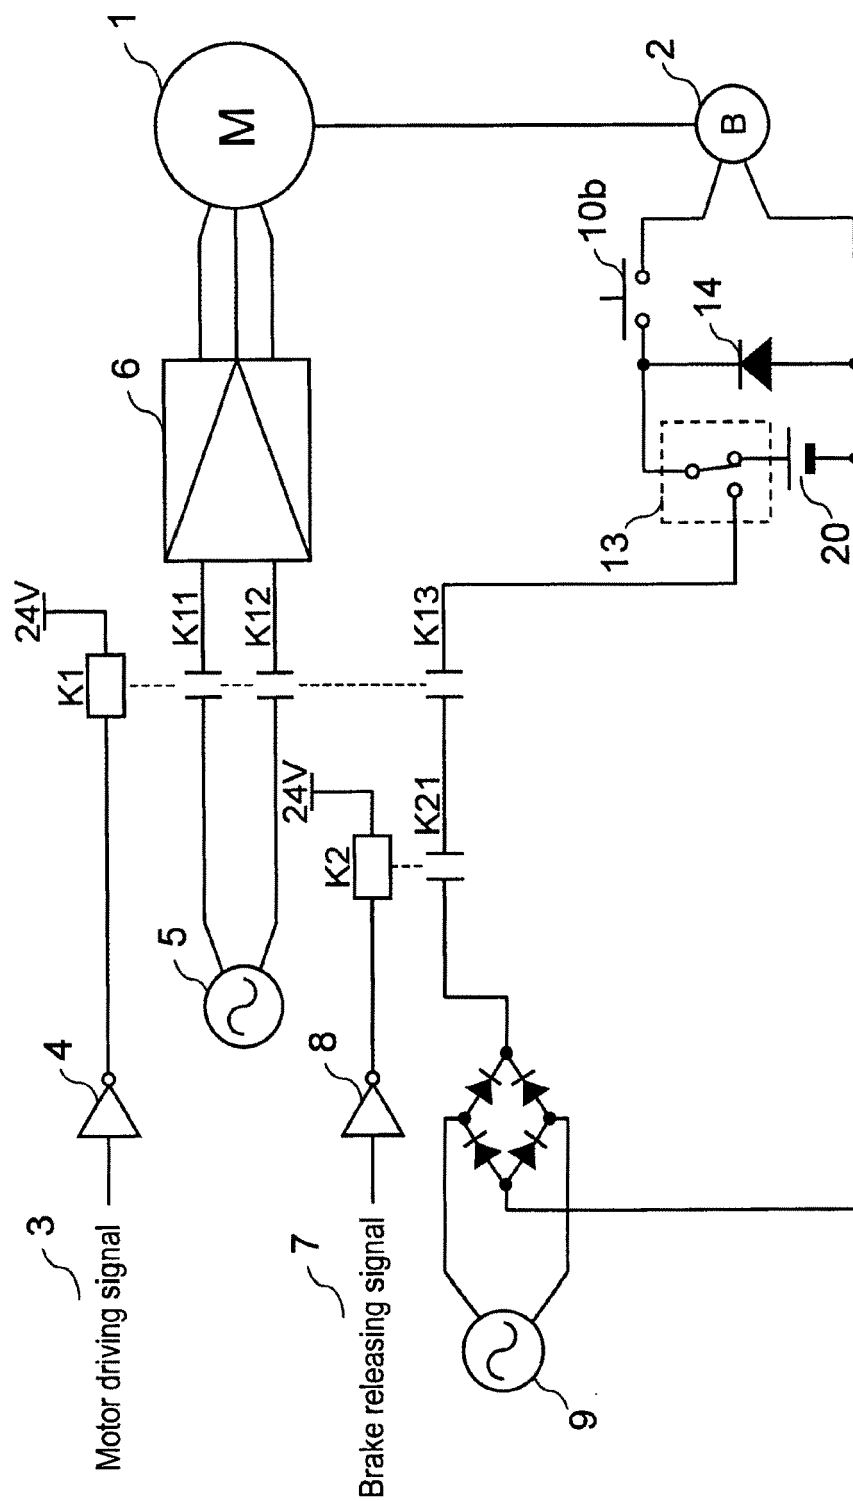 3
Motor driving signal
4
K1
24V
5
K11
K12
6
1
M
7
Brake releasing signal
8
K2
24V
K21
K13
9
13
20
14
10b
2
B